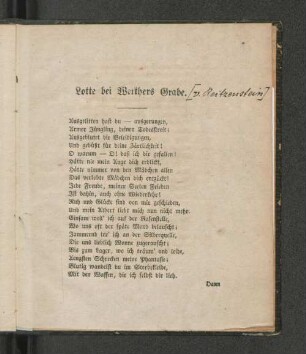 Lotte bei Werthers Grabe. [v. Reitzenstein]
Ausgelitten hast du — ausgerungen,
Armer Jüngling, deinen Todesstreit;
Abgeblutet die Beleidigungen,
Und gebüßt für deine Zärtlichkeit!
O warum — O! daß ich dir gefallen!
Hätte nie mein Auge dich erblickt,
Hätte nimmer von den Mädchen allen
Das verlobte Mädchen dich entzückt!
Jede Freude, meiner Seelen Frieden
Ist dahin, auch ohne Wiederkehr!
Ruh und Glücke sind von mir geschieden,
Und mein Albert liebt mich nun nicht mehr.
Einsam weil' ich auf der Rasenstelle,
Wo uns oft der späte Mond belauscht;
Jammernd irr' ich an der Silberquelle,
Die uns lieblich Wonne zugerauscht;
Bis zum Lager, wo ich träum' und leide,
Aengsten Schrecken meine Phantasie;
Blutig wandelst du im Sterbekleide,
Mit den Waffen, die ich selbst dir lieh.
Dann